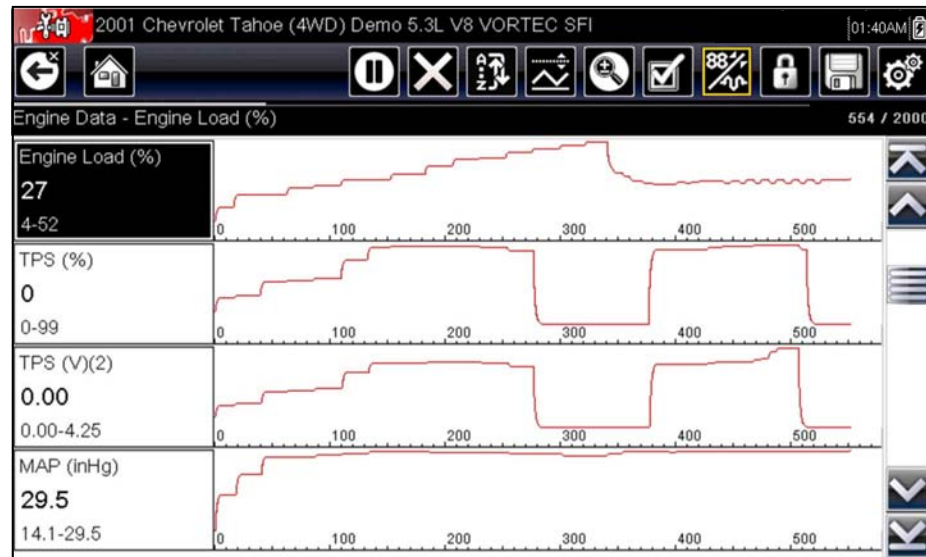 2001 Chevrolet Tahoe (4WD) Demo 5.3L V8 VORTEC SFI
01:40AM
A
Z
88
Engine Data - Engine Load (%)
554 / 2000
Engine Load (%)
27
4-52
0 100 200 300 400 500
TPS (%)
0
0-99
0 100 200 300 400 500
TPS (V)(2)
0.00
0.00-4.25
0 100 200 300 400 500
MAP (inHg)
29.5
14.1-29.5
0 100 200 300 400 500